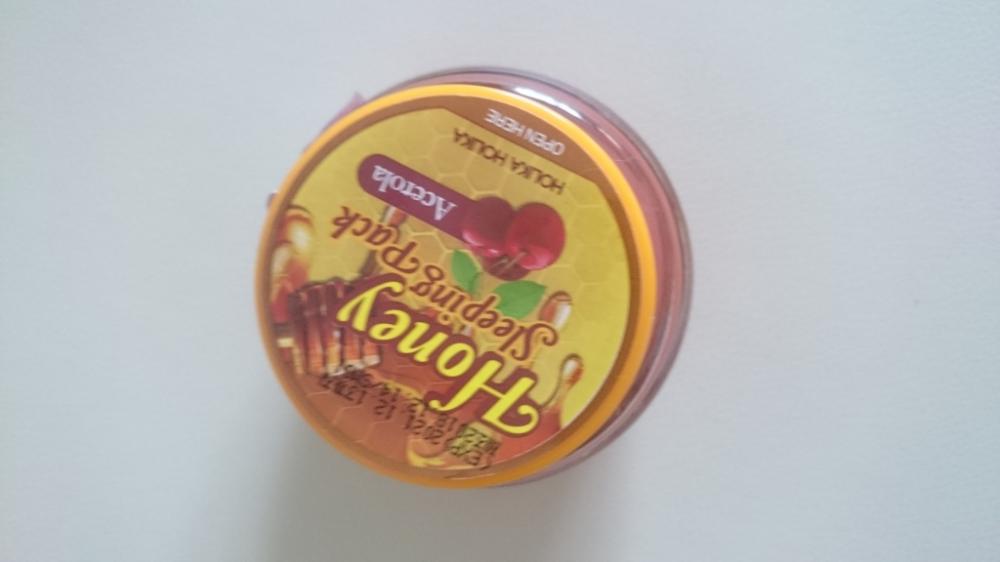 Honey
Sleeping Pack
Acerola
HOLIKA HOLIKA
OPEN HERE